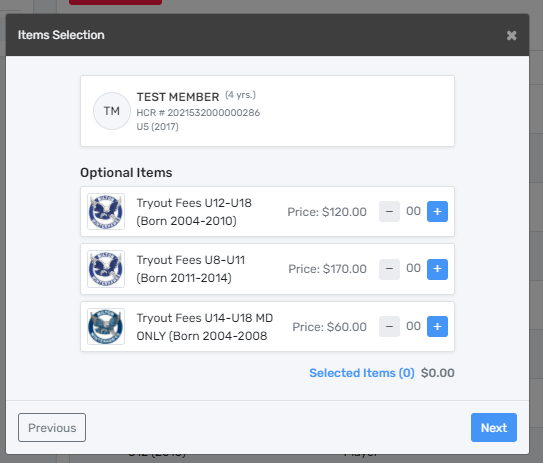 Items Selection
TM
TEST MEMBER (4 yrs.)
HCR # 2021532000000286
U5 (2017)
Optional Items
Tryout Fees U12-U18
(Born 2004-2010)
Price: $120.00
00
Tryout Fees U8-U11
(Born 2011-2014)
Price: $170.00
00
Tryout Fees U14-U18 MD
ONLY (Born 2004-2008
Price: $60.00
00
Selected Items (0) $0.00
Previous
Next